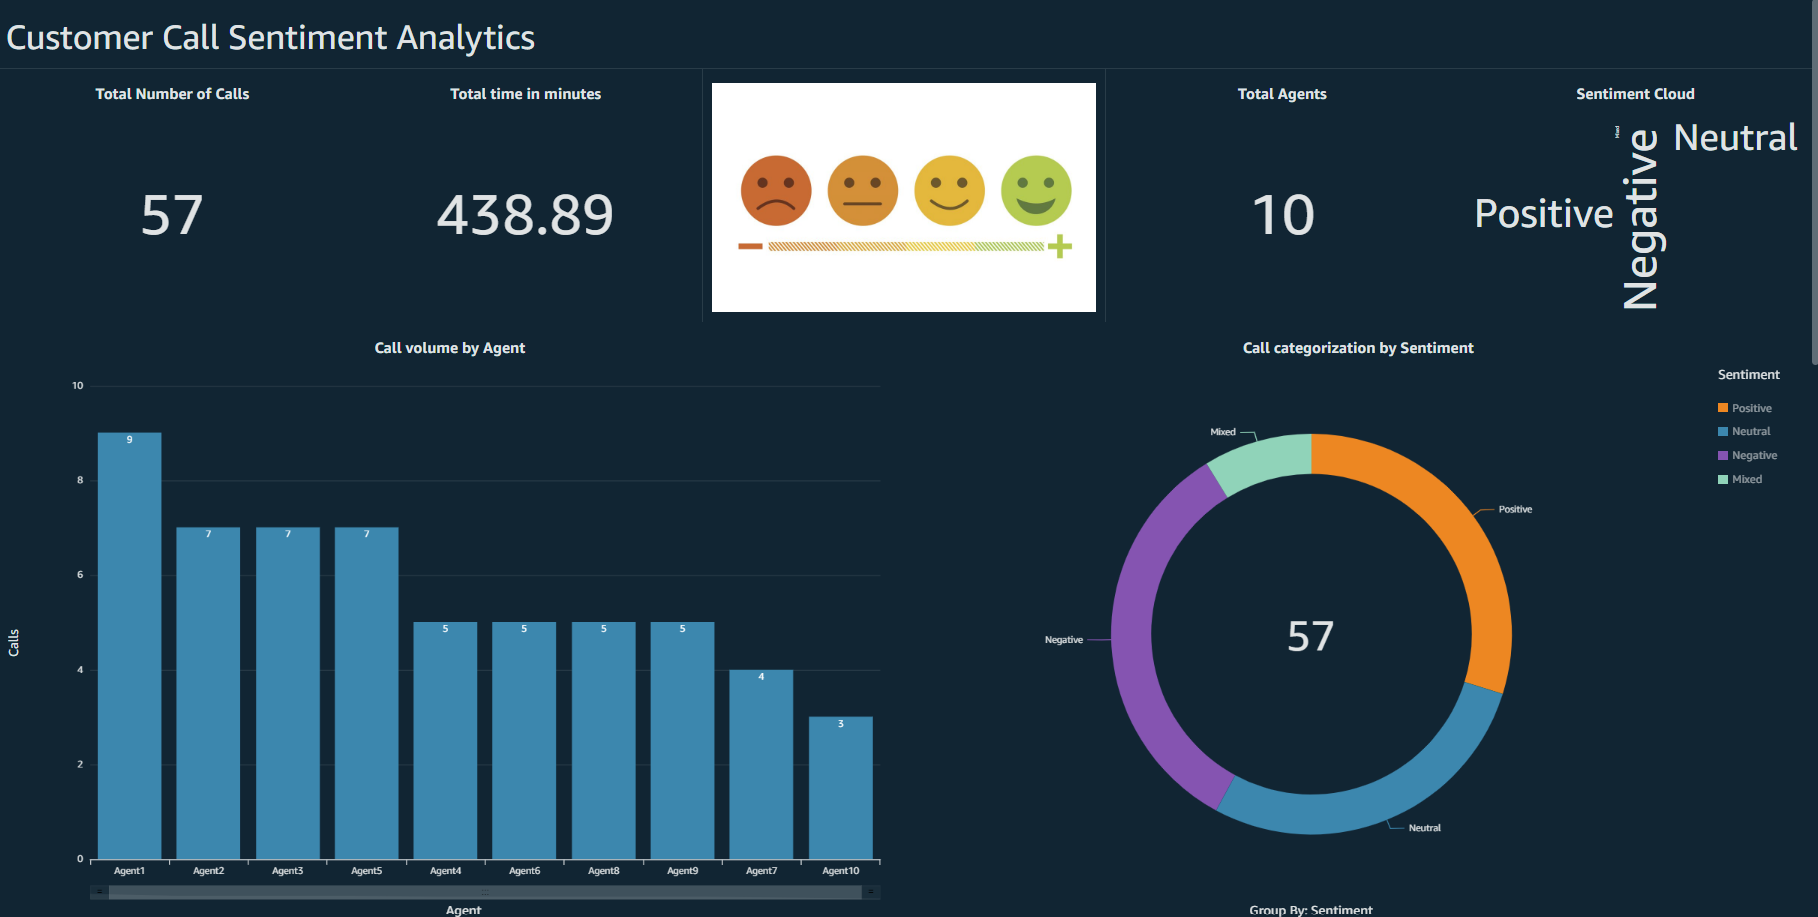 Customer Call Sentiment Analytics
Total Number of Calls
57
Total time in minutes
438.89
Total Agents
10
Sentiment Cloud
Mixed
Negative
Neutral
Positive
Call volume by Agent
10
8
6
4
2
0
Calls
9
7
7
7
5
5
5
5
4
3
Agent1
Agent2
Agent3
Agent5
Agent4
Agent6
Agent8
Agent9
Agent7
Agent10
Agent
Call categorization by Sentiment
Mixed
Positive
Negative
57
Neutral
Group By: Sentiment
Sentiment
Positive
Neutral
Negative
Mixed